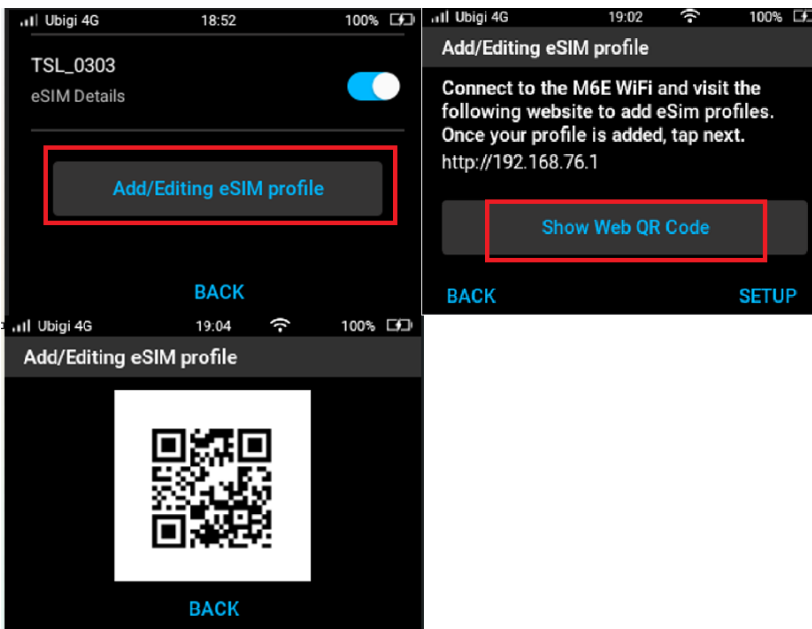 Ubigi 4G 18:52 100%
TSL_0303
eSIM Details
Add/Editing eSIM profile
BACK
Ubigi 4G 19:02 100%
Add/Editing eSIM profile
Connect to the M6E WiFi and visit the
following website to add eSim profiles.
Once your profile is added, tap next.
http://192.168.76.1
Show Web QR Code
BACK SETUP
Ubigi 4G 19:04 100%
Add/Editing eSIM profile
BACK